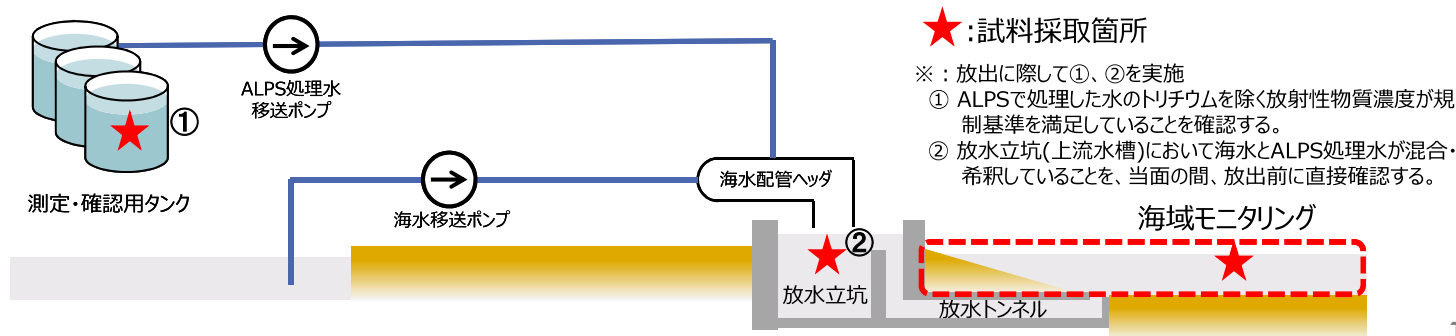 ★:試料採取箇所
※：放出に際して①、②を実施
① ALPSで処理した水のトリチウムを除く放射性物質濃度が規
制基準を満足していることを確認する。
② 放水立坑(上流水槽)において海水とALPS処理水が混合・
希釈していることを、当面の間、放出前に直接確認する。
ALPS処理水
移送ポンプ
①
測定・確認用タンク
海水配管ヘッダ
海水移送ポンプ
②
海域モニタリング
放水立坑
放水トンネル